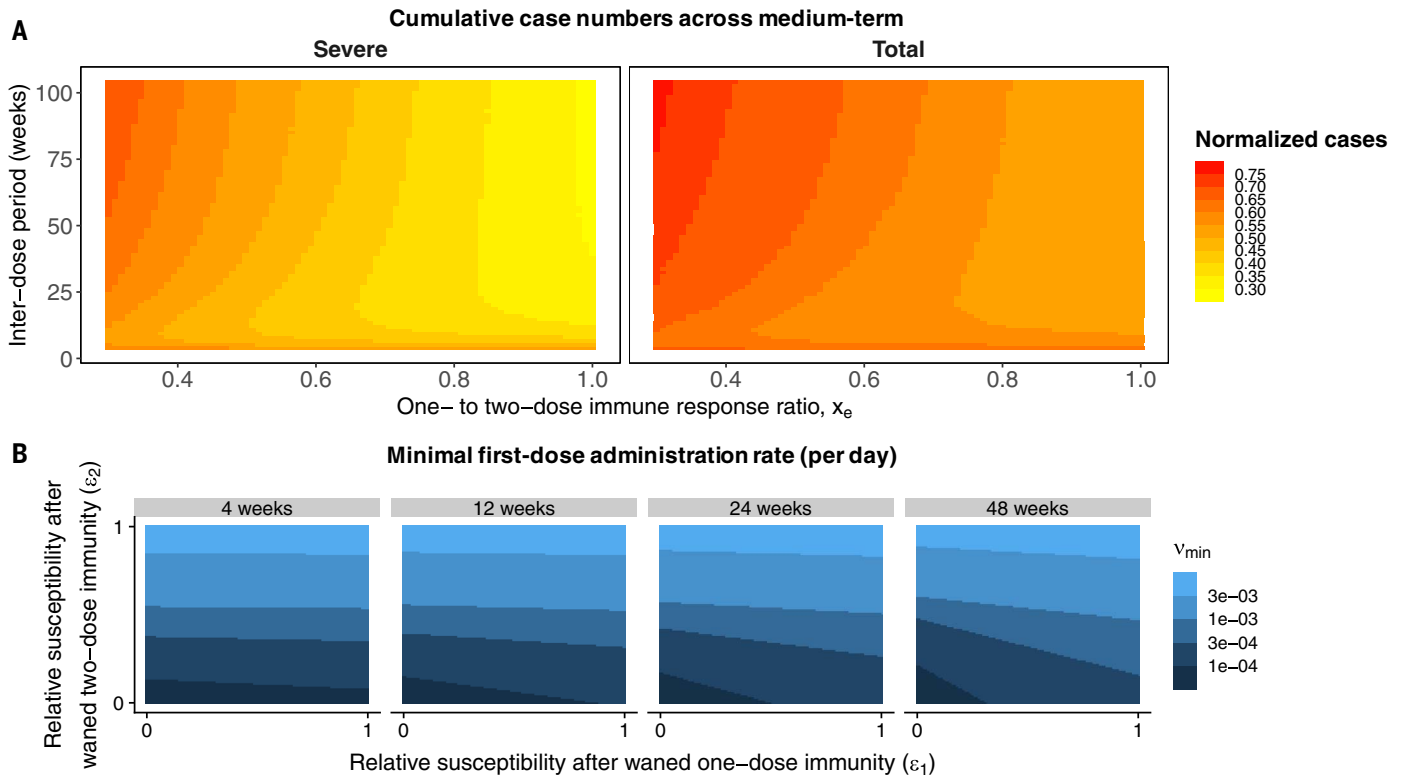 A
Cumulative case numbers across medium−term
Severe
Total
Inter−dose period (weeks)
100
75
50
25
0
0.4
0.6
0.8
1.0
0.4
0.6
0.8
1.0
One− to two−dose immune response ratio, xₑ
Normalized cases
0.75
0.70
0.65
0.60
0.55
0.50
0.45
0.40
0.35
0.30
B
Minimal first−dose administration rate (per day)
Relative susceptibility after
waned two−dose immunity (ε₂)
4 weeks
12 weeks
24 weeks
48 weeks
1
0
0
1
0
1
0
1
0
1
Relative susceptibility after waned one−dose immunity (ε₁)
νmin
3e−03
1e−03
3e−04
1e−04